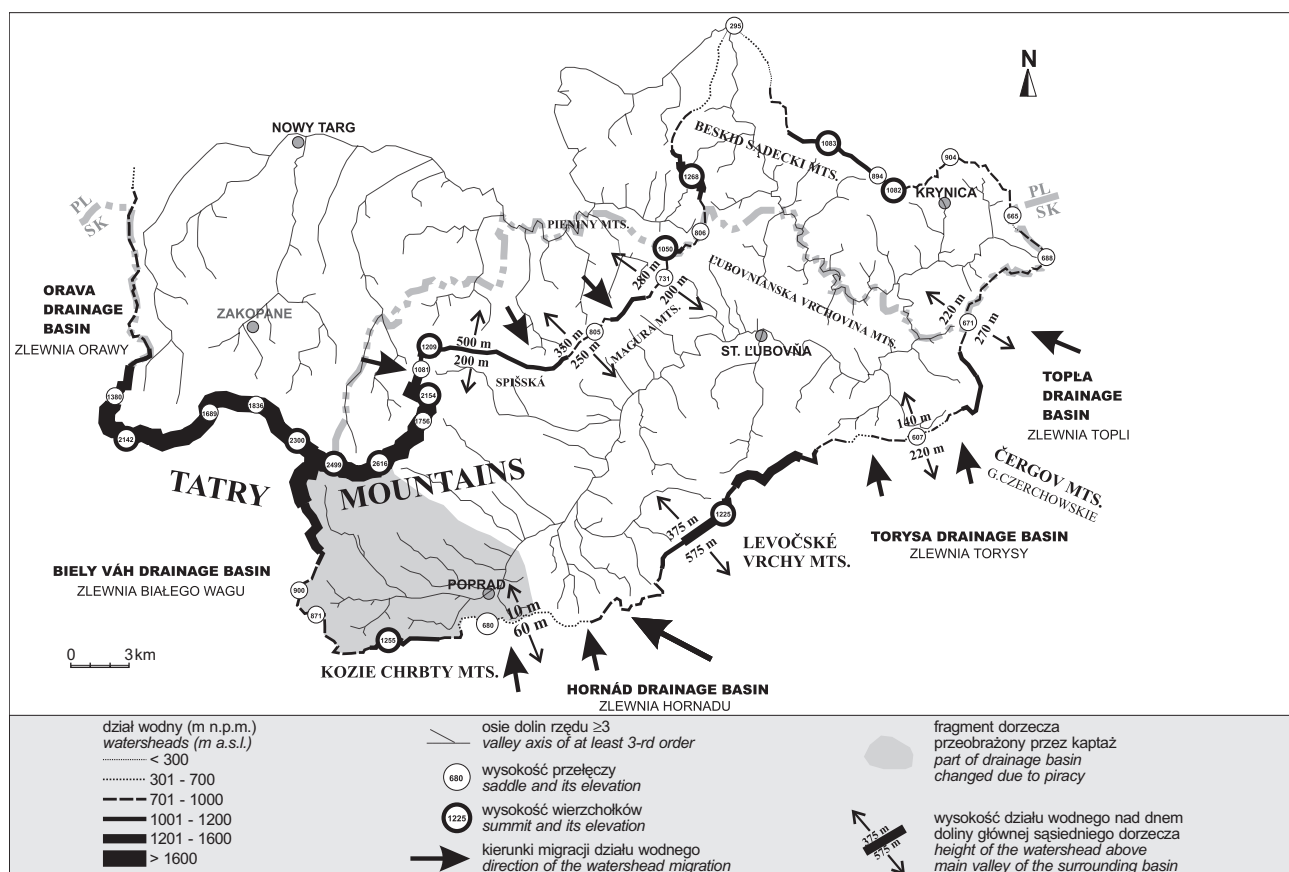 295
N
NOWY TARG
BESKID SĄDECKI MTS.
1083
904
894
1268
1082
KRYNICA
PL
SK
PL
SK
665
PIENINY MTS.
806
1050
688
280 m
731
200 m
ĽUBOVNIANSKA VRCHOVINA MTS.
ORAVA
DRAINAGE
BASIN
ZLEWNIA ORAWY
ZAKOPANE
220 m
671
270 m
805
380 m
250 m
MAGURA MTS.
ST. ĽUBOVŇA
500 m
1209
200 m
1081
SPIŠSKÁ
TOPĽA
DRAINAGE
BASIN
ZLEWNIA TOPLI
1380
2154
1689
1836
1756
140 m
607
220 m
2142
2300
2499
2616
TATRY MOUNTAINS
ČERGOV MTS.
G.CZERCHOWSKIE
375 m
1225
575 m
LEVOČSKÉ
VRCHY MTS.
TORYSA DRAINAGE BASIN
ZLEWNIA TORYSY
BIELY VÁH DRAINAGE BASIN
ZLEWNIA BIAŁEGO WAGU
900
POPRAD
871
10 m
60 m
680
1255
0 3 km
KOZIE CHRBTY MTS.
HORNÁD DRAINAGE BASIN
ZLEWNIA HORNADU
dział wodny (m n.p.m.)
watersheds (m a.s.l.)
< 300
301 - 700
701 - 1000
1001 - 1200
1201 - 1600
> 1600
osie dolin rzędu ≥3
valley axis of at least 3-rd order
680
wysokość przełęczy
saddle and its elevation
1225
wysokość wierzchołków
summit and its elevation
kierunki migracji działu wodnego
direction of the watershead migration
fragment dorzecza
przeobrażony przez kaptaż
part of drainage basin
changed due to piracy
375 m
575 m
wysokość działu wodnego nad dnem
doliny głównej sąsiedniego dorzecza
height of the watershead above
main valley of the surrounding basin